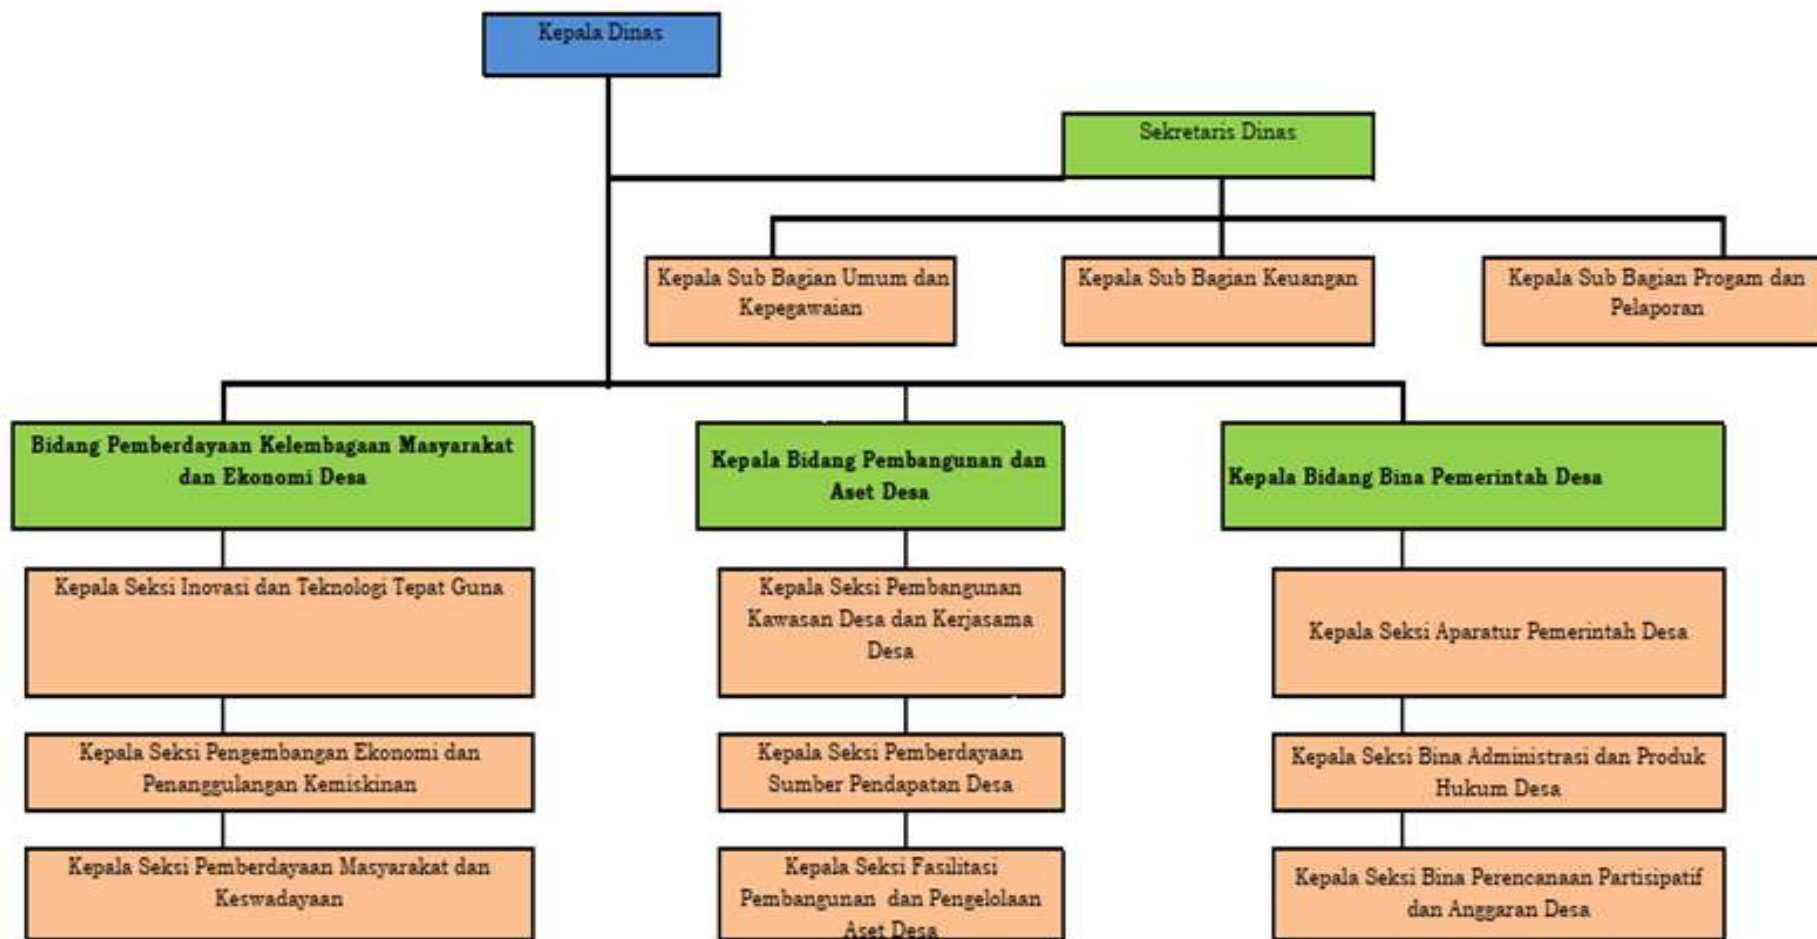 Kepala Dinas
Sekretaris Dinas
Kepala Sub Bagian Umum dan
Kepegawaian
Kepala Sub Bagian Keuangan
Kepala Sub Bagian Progam dan
Pelaporan
Bidang Pemberdayaan Kelembagaan Masyarakat
dan Ekonomi Desa
Kepala Bidang Pembangunan dan
Aset Desa
Kepala Bidang Bina Pemerintah Desa
Kepala Seksi Inovasi dan Teknologi Tepat Guna
Kepala Seksi Pembangunan
Kawasan Desa dan Kerjasama
Desa
Kepala Seksi Aparatur Pemerintah Desa
Kepala Seksi Pengembangan Ekonomi dan
Penanggulangan Kemiskinan
Kepala Seksi Pemberdayaan
Sumber Pendapatan Desa
Kepala Seksi Bina Administrasi dan Produk
Hukum Desa
Kepala Seksi Pemberdayaan Masyarakat dan
Keswadayaan
Kepala Seksi Fasilitasi
Pembangunan dan Pengelolaan
Aset Desa
Kepala Seksi Bina Perencanaan Partisipatif
dan Anggaran Desa